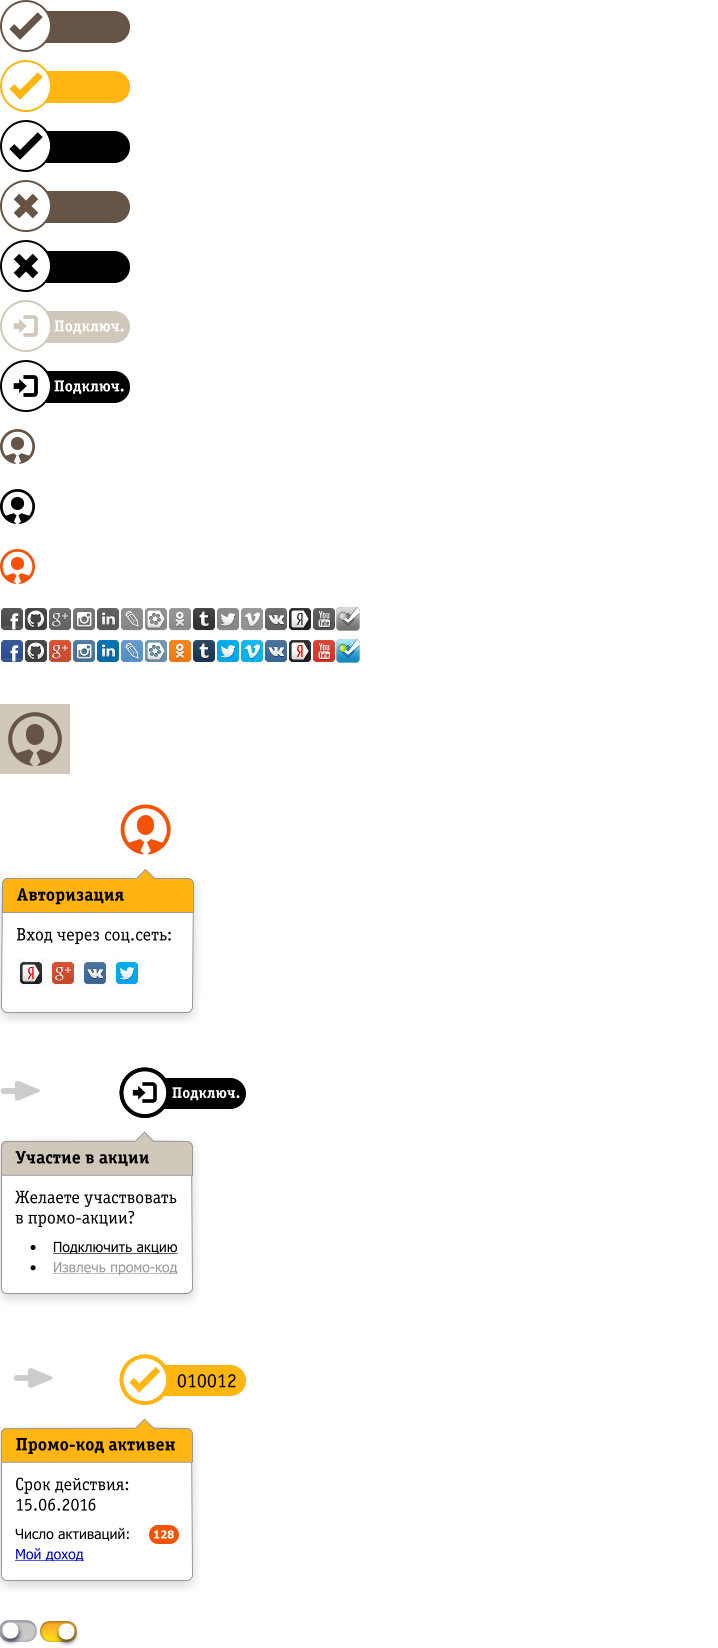 Подключ.
Подключ.
Авторизация
Вход через соц.сеть:
Подключ.
Участие в акции
Желаете участвовать
в промо-акции?
Подключить акцию
Извлечь промо-код
010012
Промо-код активен
Срок действия:
15.06.2016
Число активаций: 128
Мой доход